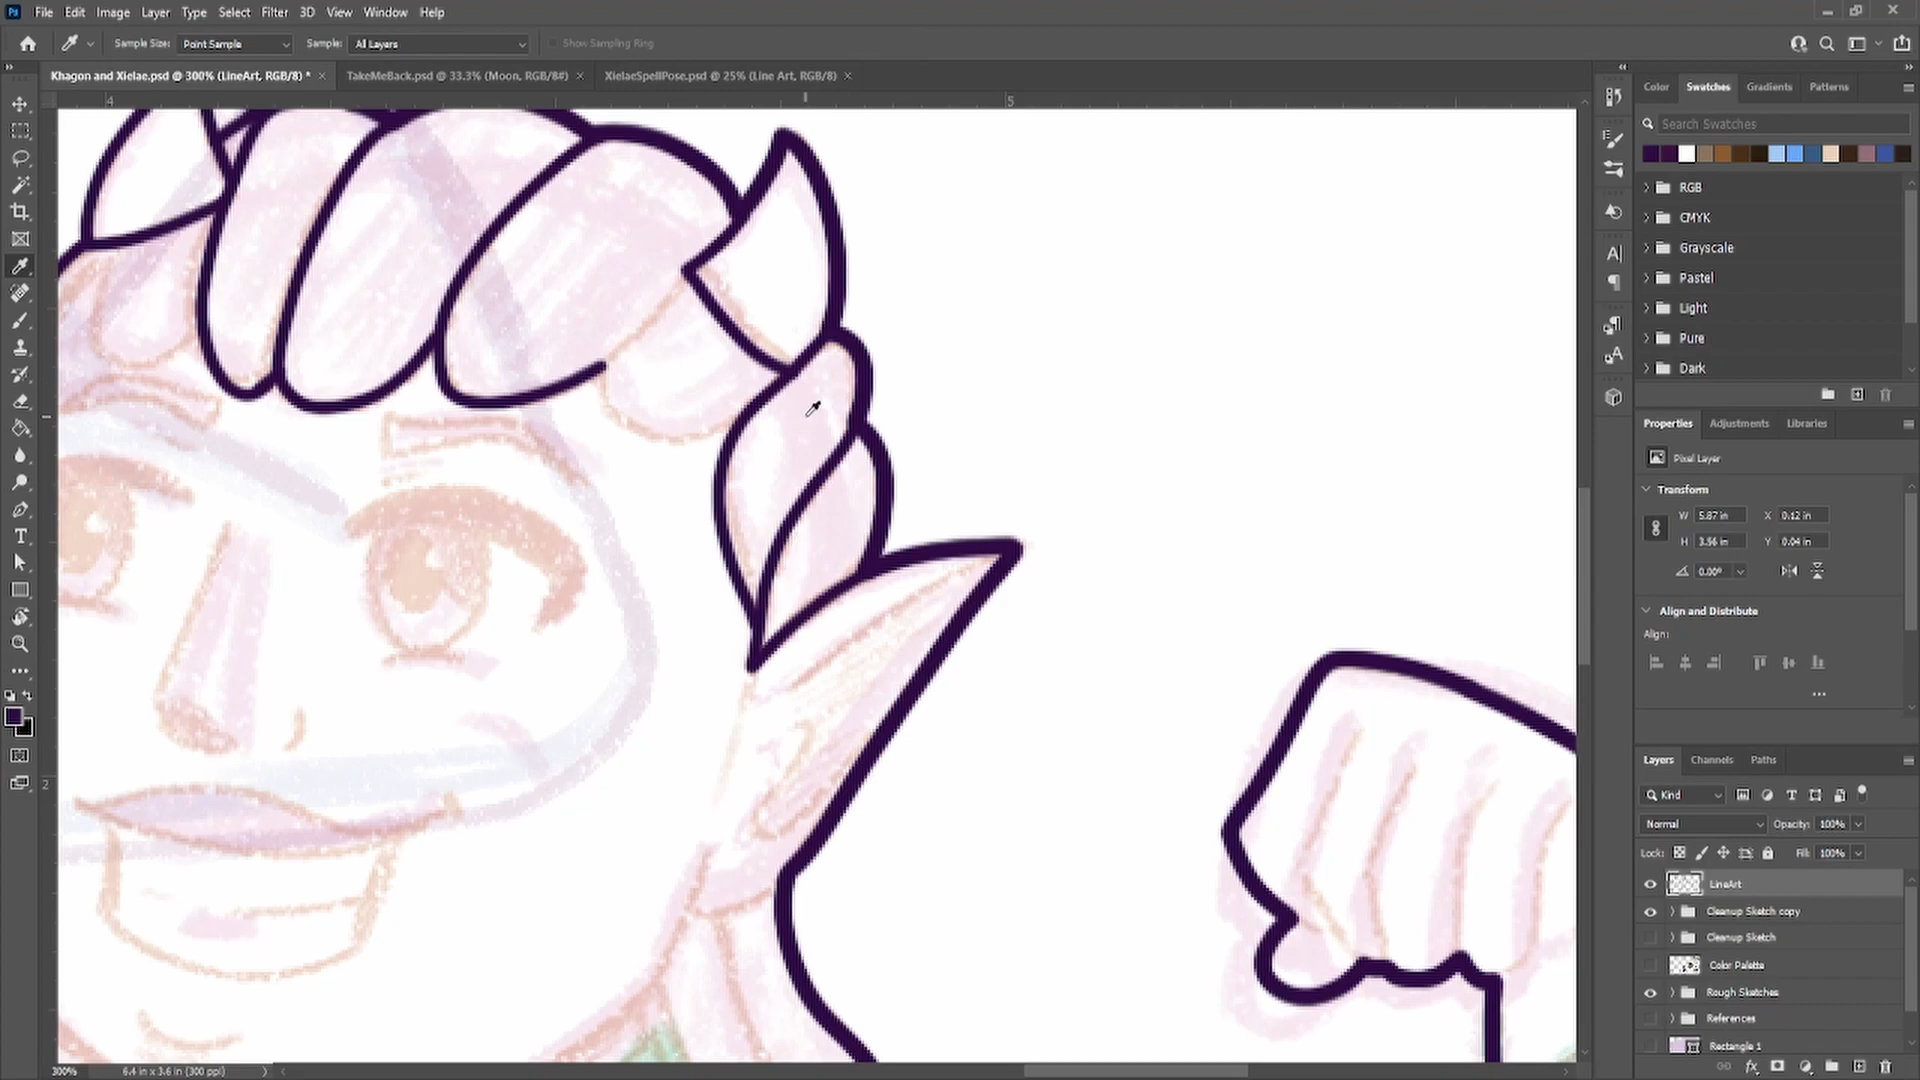 Ps File Edit Image Layer Type Select Filter 3D View Window Help
Sample Size: Point Sample Sample: All Layers Show Sampling Ring
Khagon and Xielae.psd @ 300% (LineArt, RGB/8) * × TakeMeBack.psd @ 33.3% (Moon, RGB/8#) × XielaeSpellPose.psd @ 25% (Line Art, RGB/8) ×
4 5
2
Color Swatches Gradients Patterns
Search Swatches
RGB
CMYK
Grayscale
Pastel
Light
Pure
Dark
Properties Adjustments Libraries
Pixel Layer
Transform
W 5.87 in X 0.12 in
H 3.56 in Y 0.04 in
0.00°
Align and Distribute
Align:
Layers Channels Paths
Kind
Normal Opacity: 100%
Lock: Fill: 100%
LineArt
Cleanup Sketch copy
Cleanup Sketch
Color Palette
Rough Sketches
References
Rectangle 1
300% 6.4 in x 3.6 in (300 ppi)